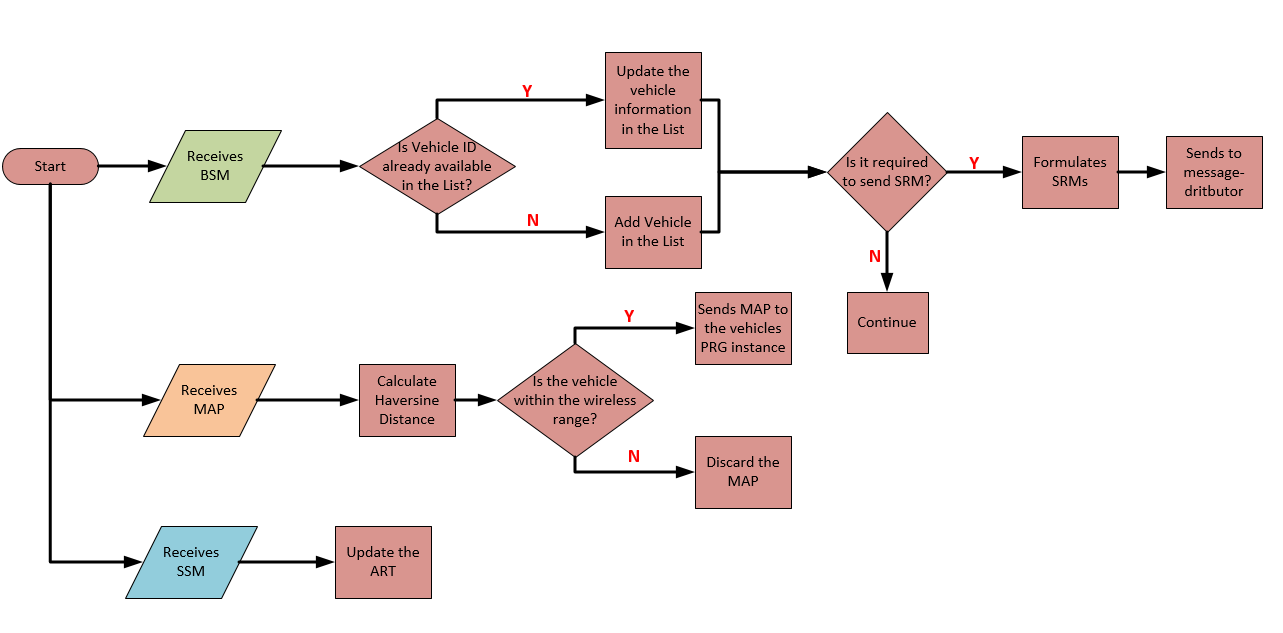 Start
Receives
BSM
Is Vehicle ID
already available
in the List?
Y
N
Update the
vehicle
information
in the List
Add Vehicle
in the List
Is it required
to send SRM?
Y
N
Formulates
SRMs
Sends to
message-
dritbutor
Continue
Receives
MAP
Calculate
Haversine
Distance
Is the vehicle
within the wireless
range?
Y
N
Sends MAP to
the vehicles
PRG instance
Discard the
MAP
Receives
SSM
Update the
ART